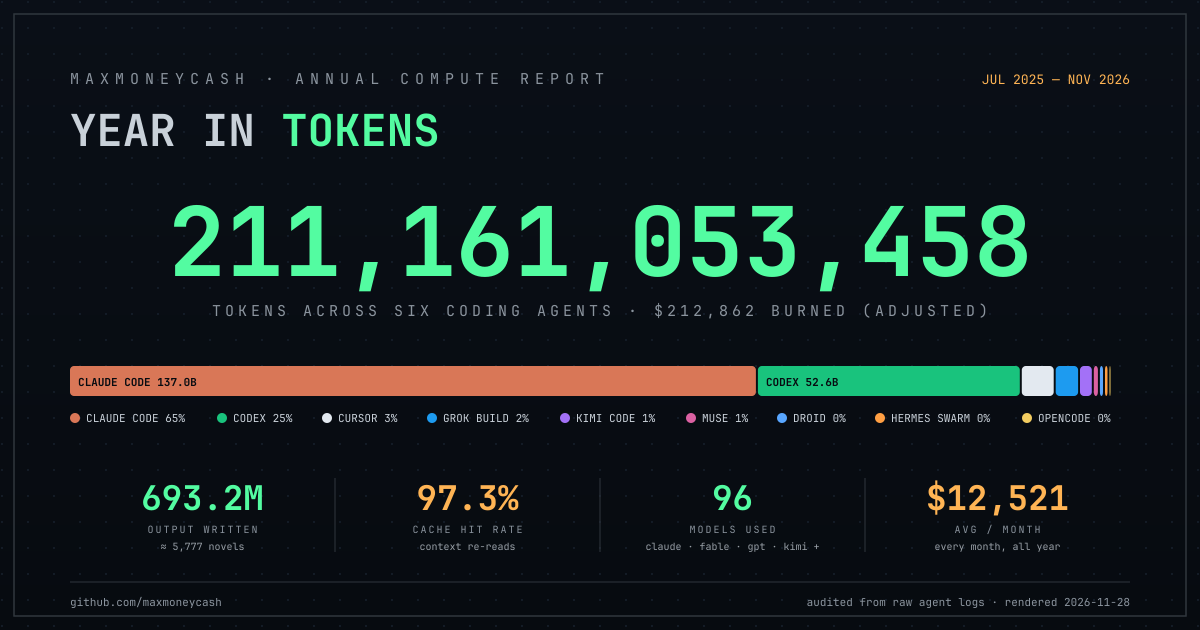 MAXMONEYCASH · ANNUAL COMPUTE REPORT
JUL 2025 — NOV 2026
YEAR IN TOKENS
211,161,053,458
TOKENS ACROSS SIX CODING AGENTS · $212,862 BURNED (ADJUSTED)
CLAUDE CODE 137.0B
CODEX 52.6B
CLAUDE CODE 65%
CODEX 25%
CURSOR 3%
GROK BUILD 2%
KIMI CODE 1%
MUSE 1%
DROID 0%
HERMES SWARM 0%
OPENCODE 0%
693.2M
OUTPUT WRITTEN
≈ 5,777 novels
97.3%
CACHE HIT RATE
context re-reads
96
MODELS USED
claude · fable · gpt · kimi +
$12,521
AVG / MONTH
every month, all year
github.com/maxmoneycash
audited from raw agent logs · rendered 2026-11-28